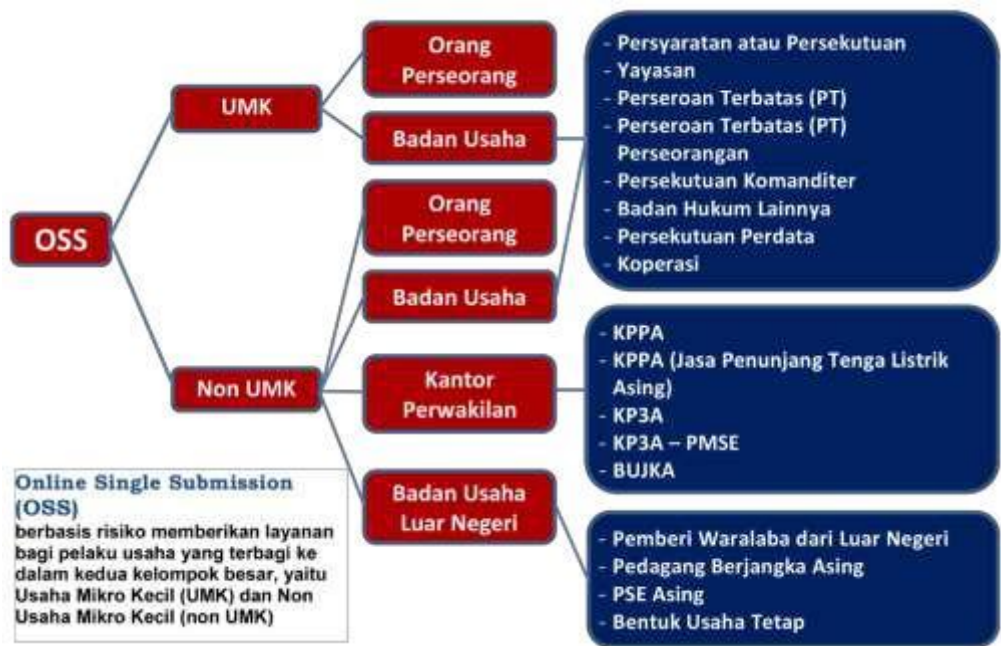 OSS
UMK
Non UMK
Orang
Perseorang
Badan Usaha
Orang
Perseorang
Badan Usaha
Kantor
Perwakilan
Badan Usaha
Luar Negeri
- Persyaratan atau Persekutuan
- Yayasan
- Perseroan Terbatas (PT)
- Perseroan Terbatas (PT)
Perseorangan
- Persekutuan Komanditer
- Badan Hukum Lainnya
- Persekutuan Perdata
- Koperasi
- KPPA
- KPPA (Jasa Penunjang Tenga Listrik
Asing)
- KP3A
- KP3A – PMSE
- BUJKA
- Pemberi Waralaba dari Luar Negeri
- Pedagang Berjangka Asing
- PSE Asing
- Bentuk Usaha Tetap
Online Single Submission
(OSS)
berbasis risiko memberikan layanan
bagi pelaku usaha yang terbagi ke
dalam kedua kelompok besar, yaitu
Usaha Mikro Kecil (UMK) dan Non
Usaha Mikro Kecil (non UMK)